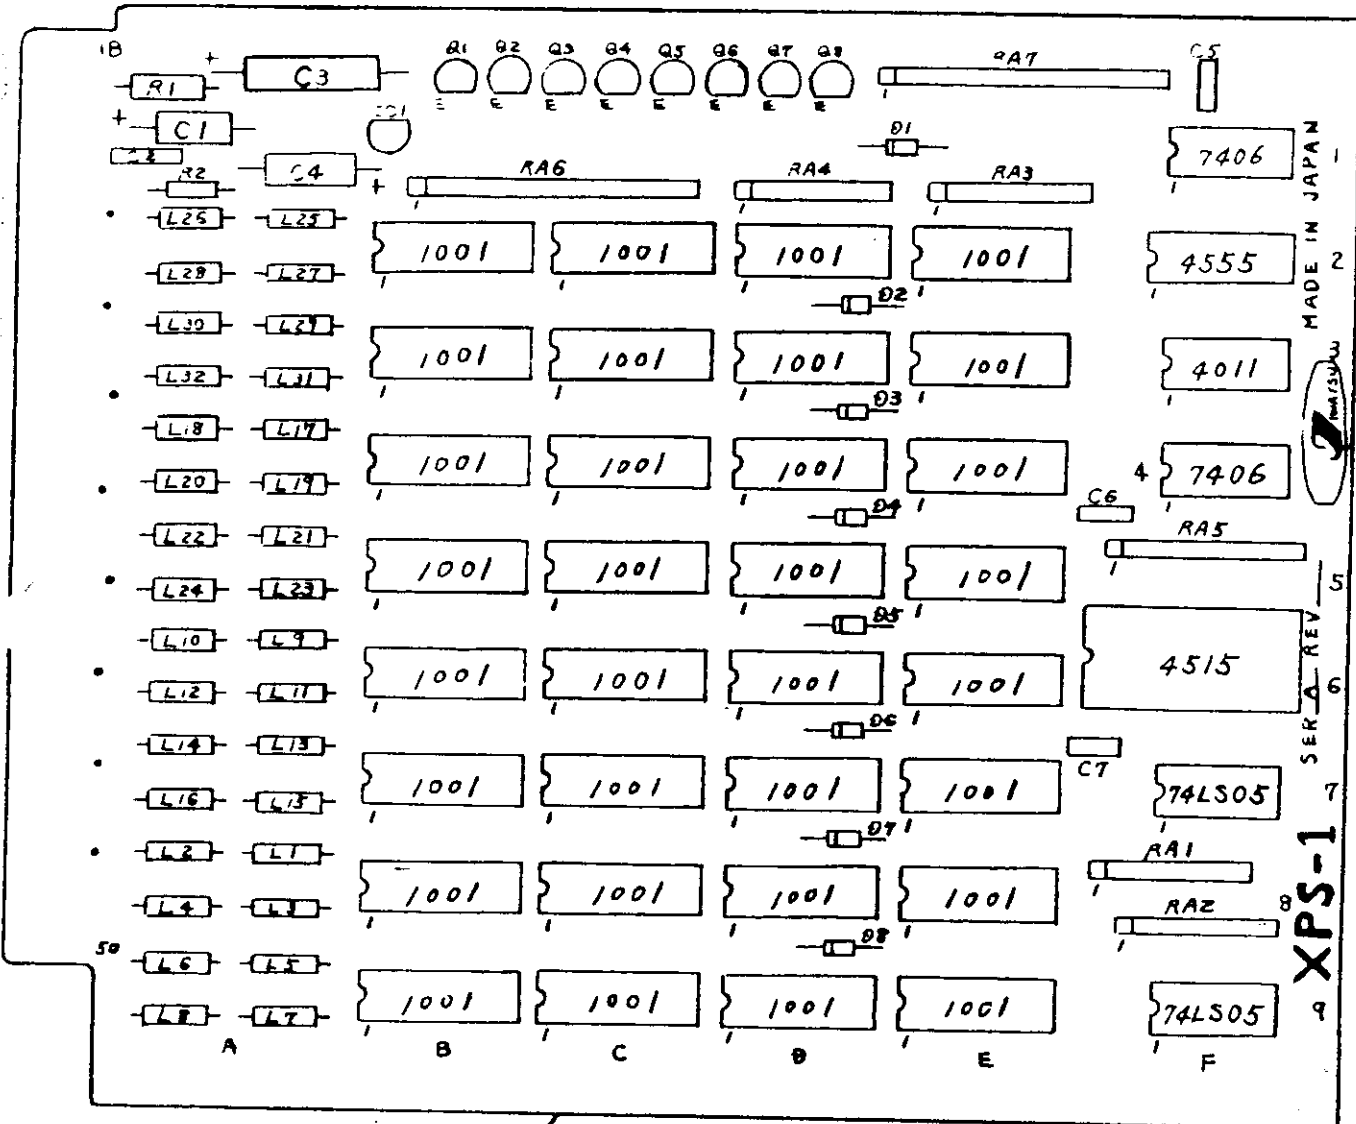 1B
C3
Q1 Q2 Q3 Q4 Q5 Q6 Q7 Q8
RA7
C5
R1
C1
D1
7406
1
C2
R2
C4
RA6
RA4
RA3
MADE IN JAPAN
L26 L25
1001 1001 1001 1001
4555
2
L28 L27
D2
L30 L29
1001 1001 1001 1001
4011
L32 L31
D3
L18 L17
1001 1001 1001 1001
4
7406
L20 L19
D4
C6
L22 L21
RA5
1001 1001 1001 1001
5
L24 L23
D5
L10 L9
1001 1001 1001 1001
4515
6
L12 L11
SER A REV
D6
L14 L13
C7
1001 1001 1001 1001
74LS05
7
L16 L15
D7
L2 L1
RA1
1001 1001 1001 1001
L4 L3
RA2
8
XPS-1
50
D8
L6 L5
1001 1001 1001 1001
74LS05
9
L8 L7
A B C D E F